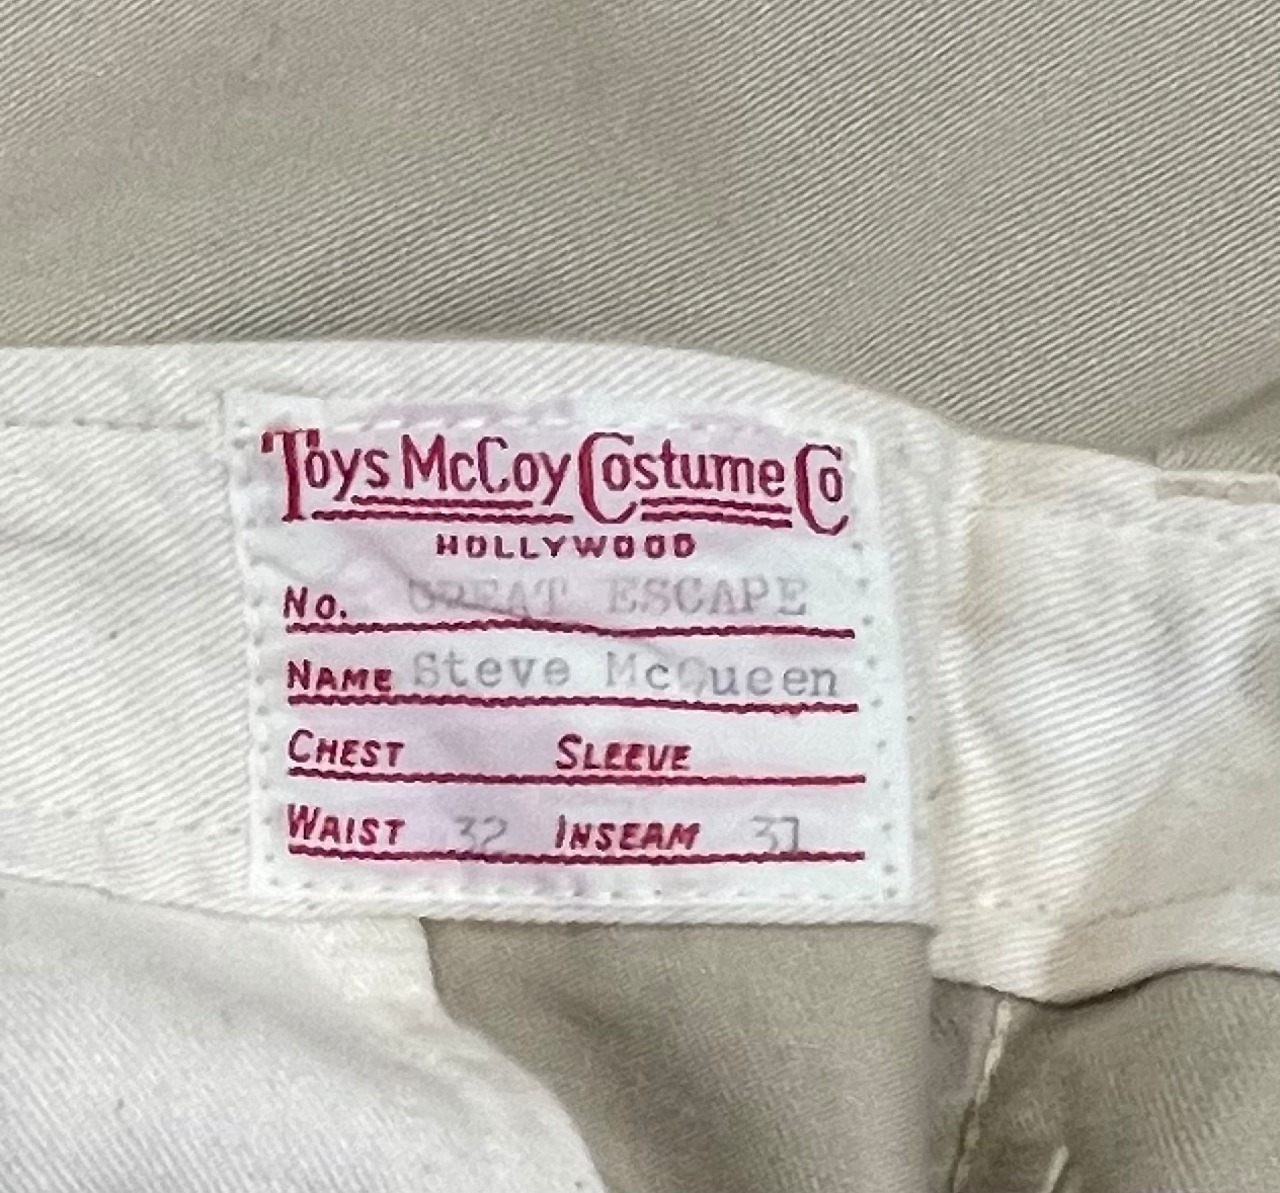 Toys McCoy Costume Co
HOLLYWOOD
No. GREAT ESCAPE
NAME Steve McQueen
CHEST SLEEVE
WAIST 32 INSEAM 31